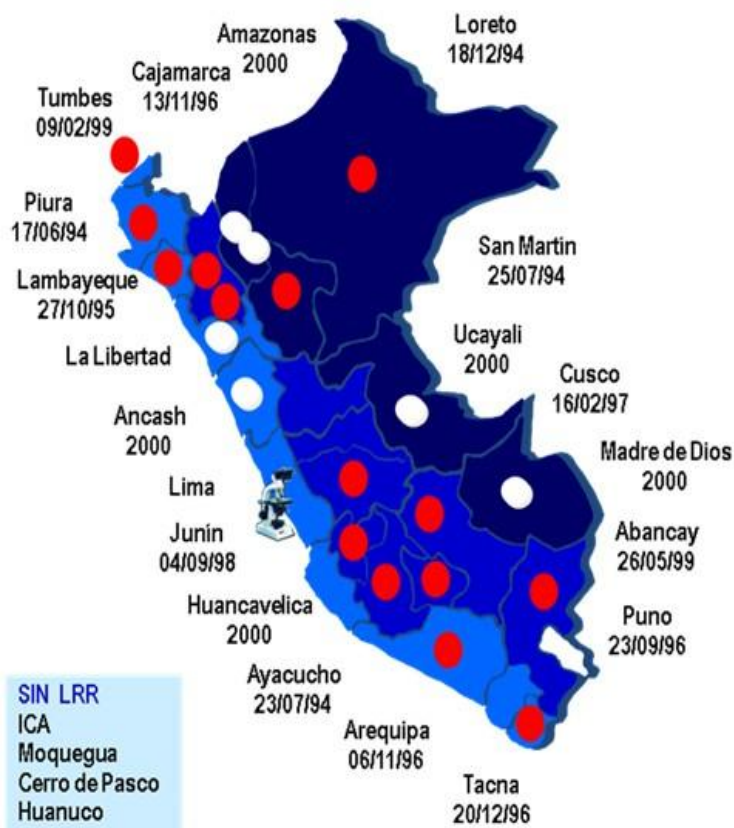 Loreto
18/12/94
Amazonas
2000
Cajamarca
13/11/96
Tumbes
09/02/99
Piura
17/06/94
San Martin
25/07/94
Lambayeque
27/10/95
Ucayali
2000
La Libertad
Cusco
16/02/97
Ancash
2000
Madre de Dios
2000
Lima
Junin
04/09/98
Abancay
26/05/99
Huancavelica
2000
Puno
23/09/96
Ayacucho
23/07/94
Arequipa
06/11/96
Tacna
20/12/96
SIN LRR
ICA
Moquegua
Cerro de Pasco
Huanuco